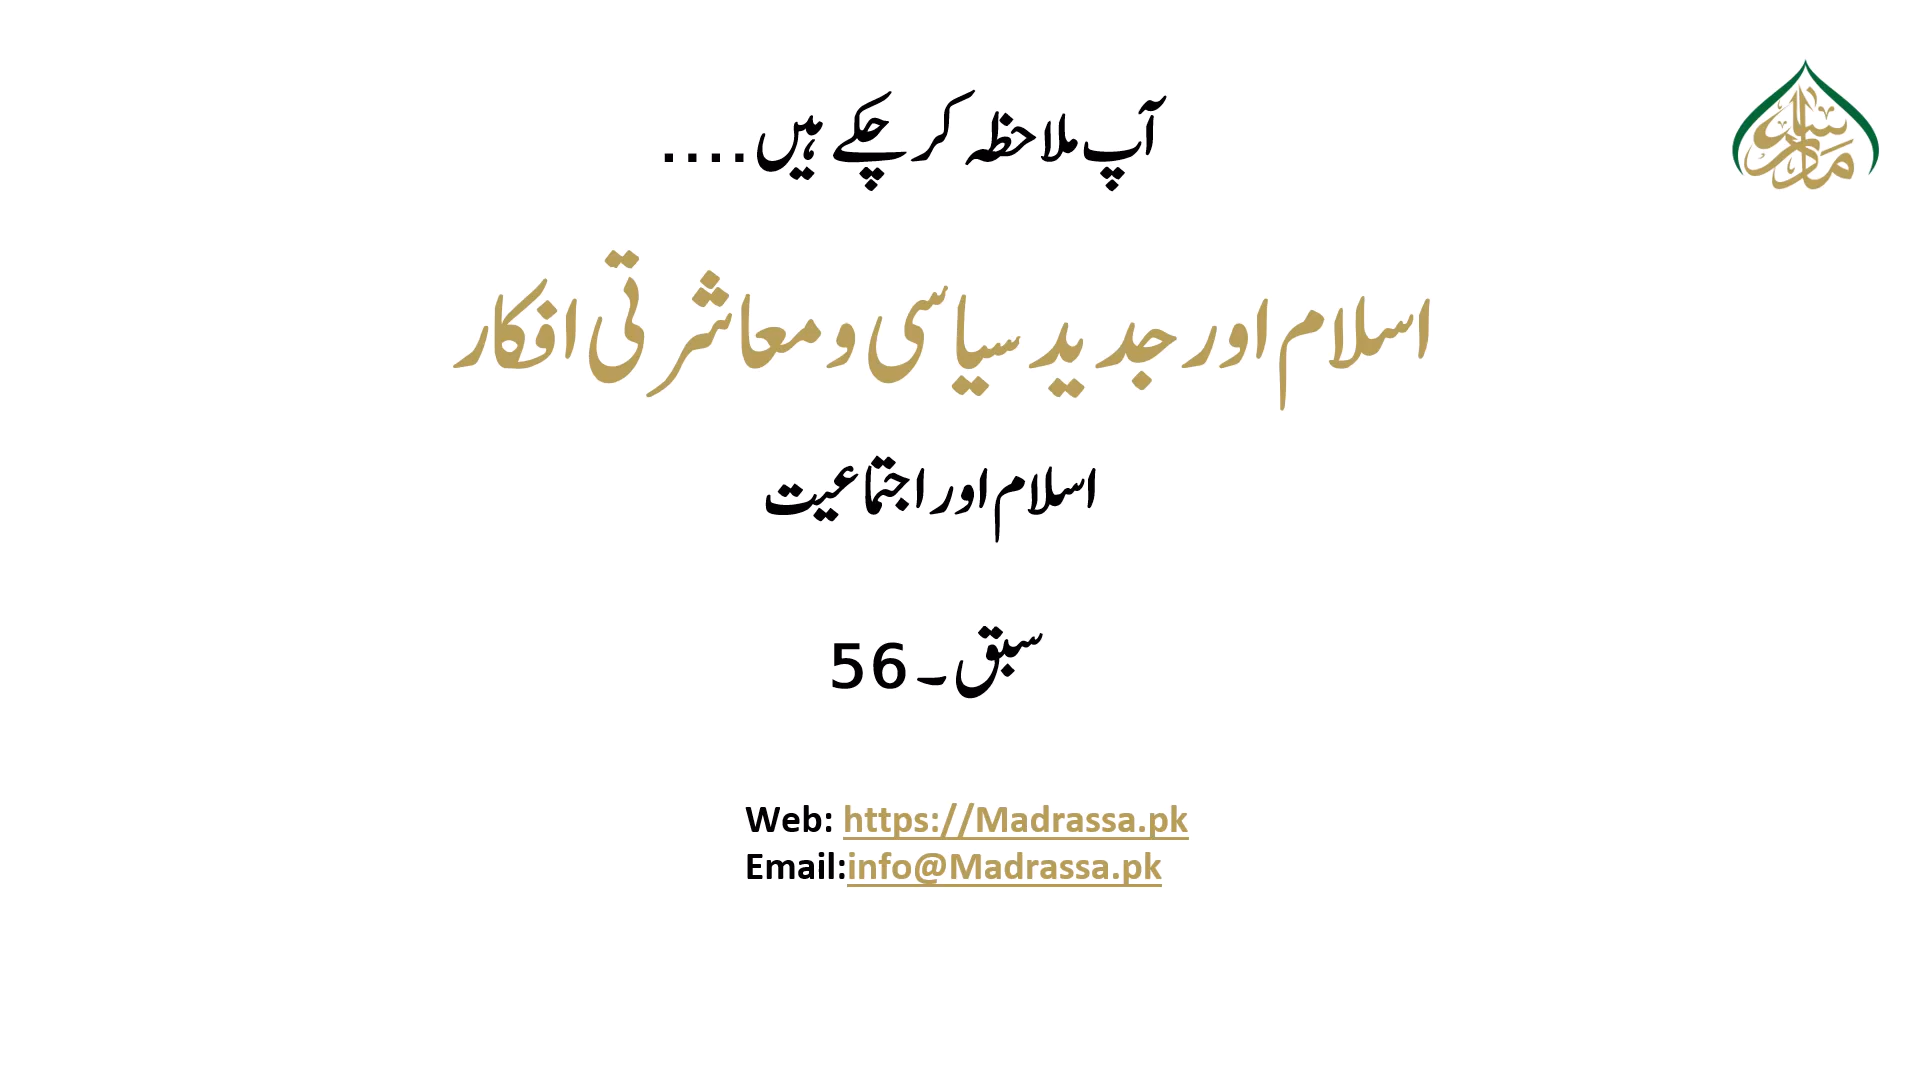 آپ ملاحظہ کر چکے ہیں....
اسلام اور جدید سیاسی و معاشرتی افکار
اسلام اور اجتماعیت
سبق۔56
Web: https://Madrassa.pk
Email:info@Madrassa.pk